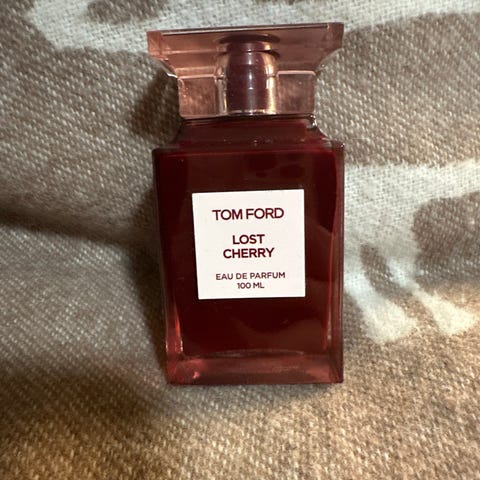 TOM FORD
LOST
CHERRY
EAU DE PARFUM
100 ML